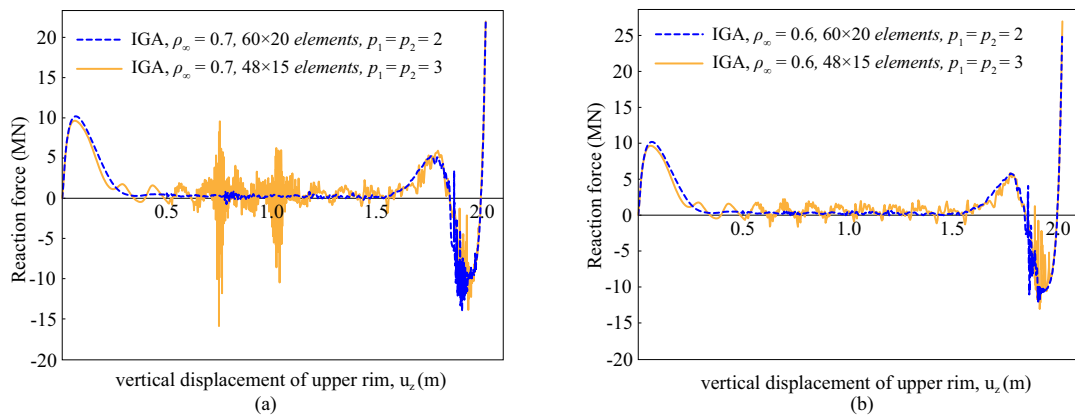 20
15
10
5
0
-5
-10
-15
-20
0.5
1.0
1.5
2.0
Reaction force (MN)
IGA, ρ∞ = 0.7, 60×20 elements, p₁ = p₂ = 2
IGA, ρ∞ = 0.7, 48×15 elements, p₁ = p₂ = 3
vertical displacement of upper rim, u_z (m)
(a)
25
20
15
10
5
0
-5
-10
-15
-20
0.5
1.0
1.5
2.0
Reaction force (MN)
IGA, ρ∞ = 0.6, 60×20 elements, p₁ = p₂ = 2
IGA, ρ∞ = 0.6, 48×15 elements, p₁ = p₂ = 3
vertical displacement of upper rim, u_z (m)
(b)